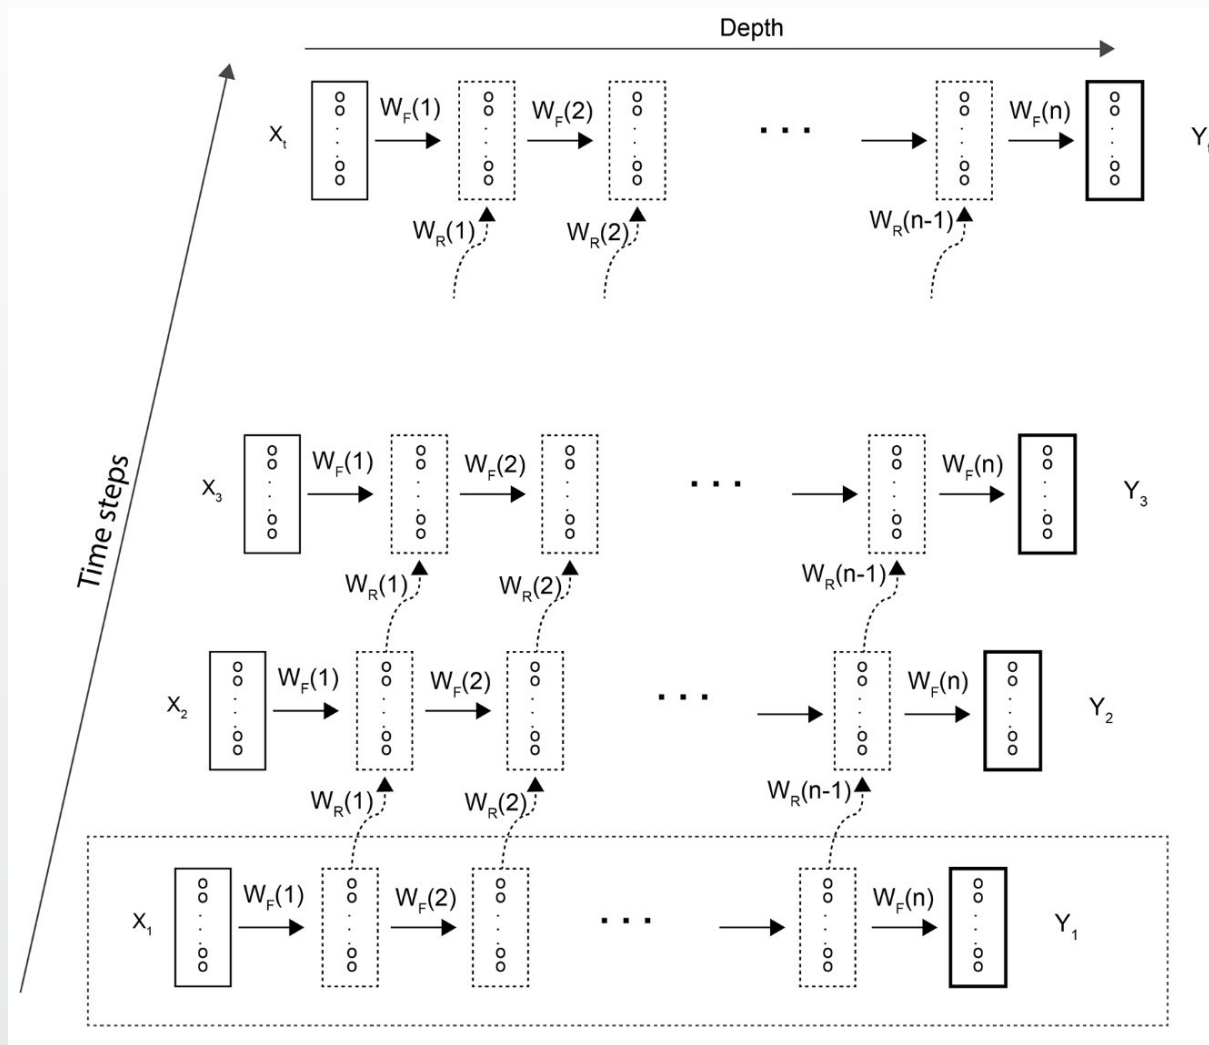 Depth
X_t W_F(1) W_F(2) . . . W_F(n) Y_t
W_R(1) W_R(2) W_R(n-1)
Time steps
X_3 W_F(1) W_F(2) . . . W_F(n) Y_3
W_R(1) W_R(2) W_R(n-1)
X_2 W_F(1) W_F(2) . . . W_F(n) Y_2
W_R(1) W_R(2) W_R(n-1)
X_1 W_F(1) W_F(2) . . . W_F(n) Y_1